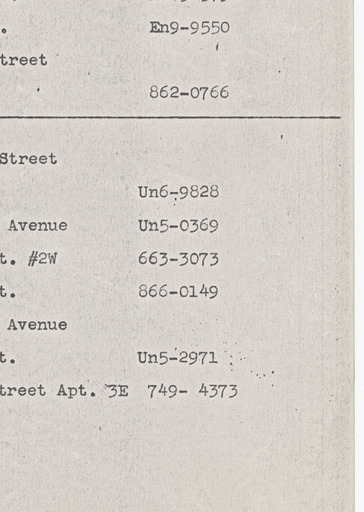 . En9-9550
treet
862-0766
Street
Un6-9828
Avenue Un5-0369
t. #2W 663-3073
t. 866-0149
Avenue
t. Un5-2971
treet Apt. 3E 749- 4373